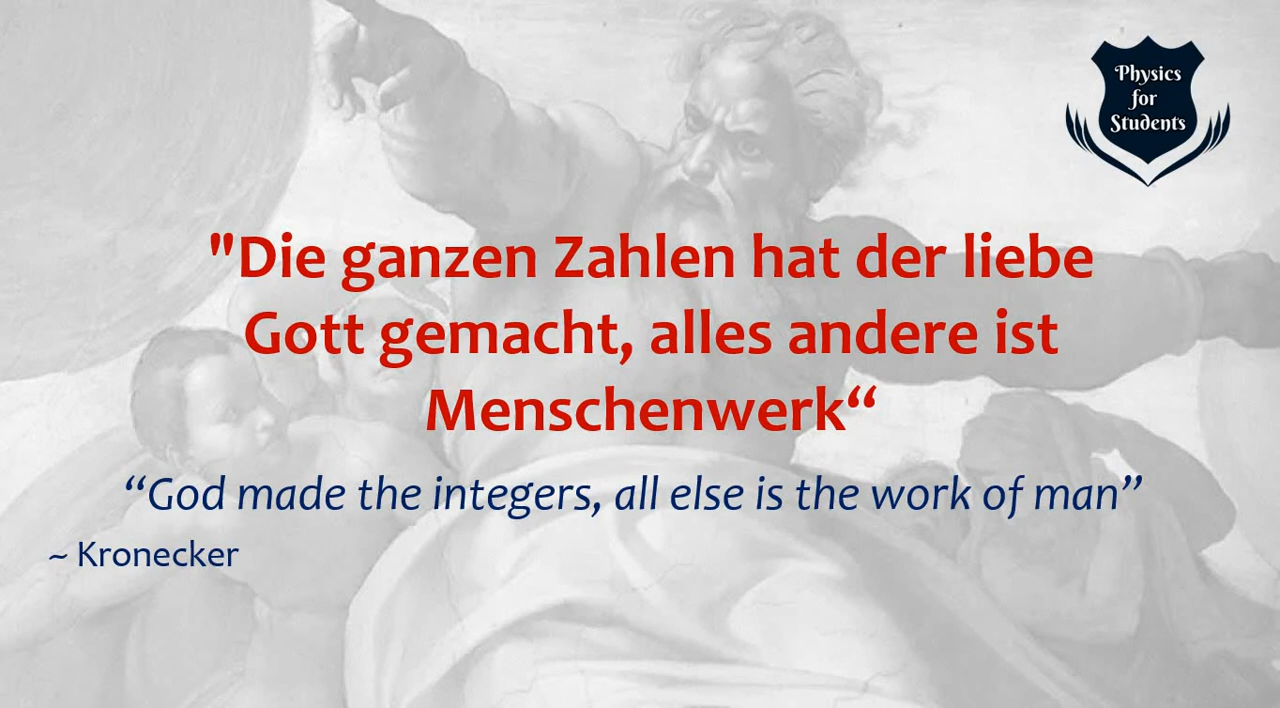 Physics
for
Students
"Die ganzen Zahlen hat der liebe
Gott gemacht, alles andere ist
Menschenwerk“
“God made the integers, all else is the work of man”
~ Kronecker